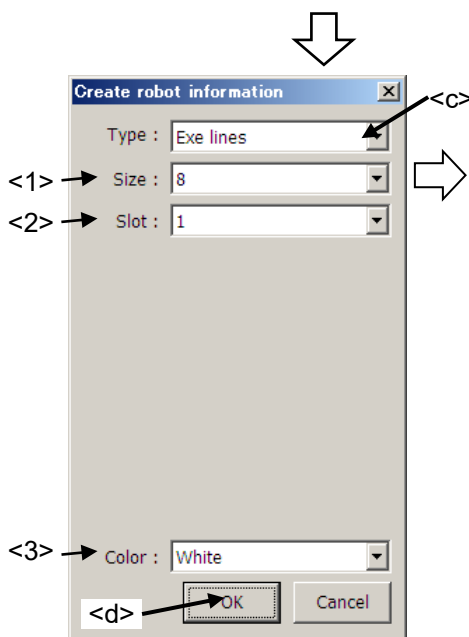 Create robot information
<c>
Type : Exe lines
<1> Size : 8
<2> Slot : 1
<3> Color : White
<d> OK Cancel